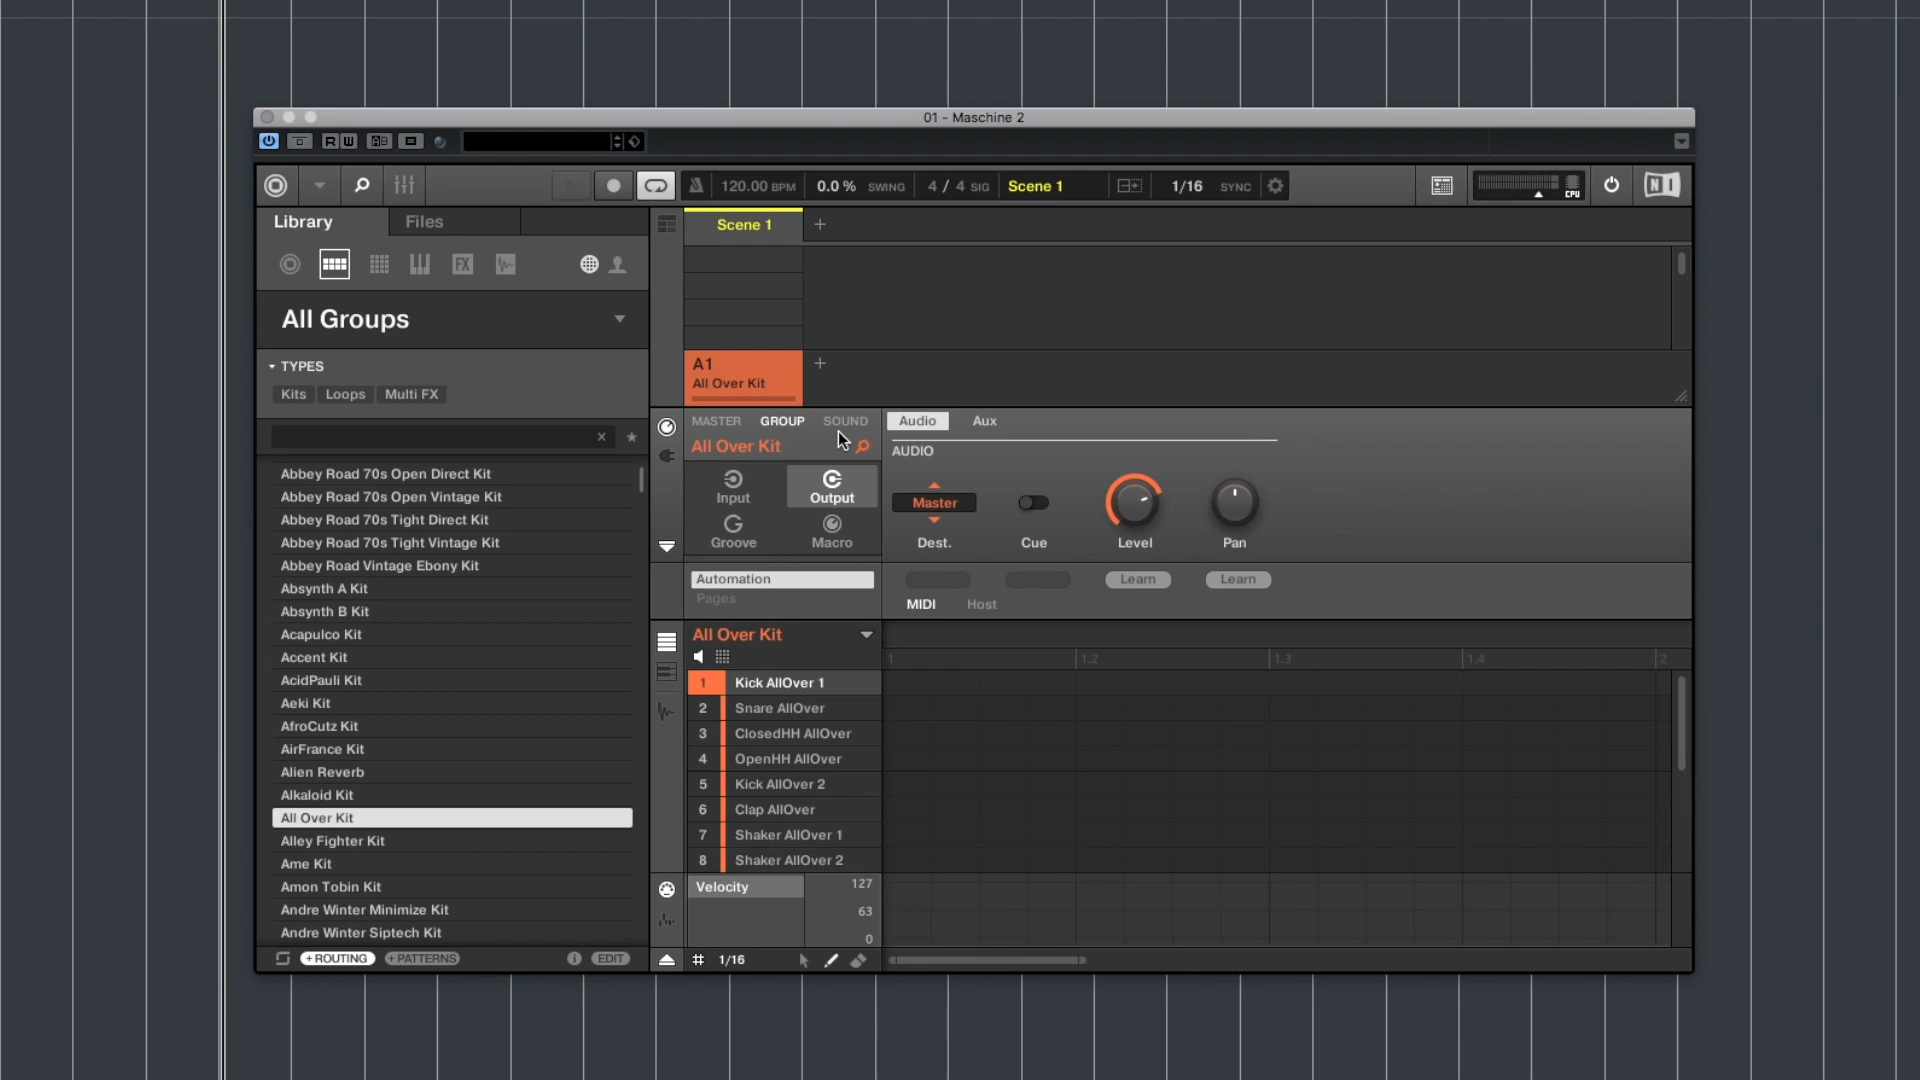 01 - Maschine 2
R W
120.00 BPM 0.0 % SWING 4 / 4 SIG Scene 1 1/16 SYNC CPU
Library Files
FX
All Groups
TYPES
Kits Loops Multi FX
Abbey Road 70s Open Direct Kit
Abbey Road 70s Open Vintage Kit
Abbey Road 70s Tight Direct Kit
Abbey Road 70s Tight Vintage Kit
Abbey Road Vintage Ebony Kit
Absynth A Kit
Absynth B Kit
Acapulco Kit
Accent Kit
AcidPauli Kit
Aeki Kit
AfroCutz Kit
AirFrance Kit
Alien Reverb
Alkaloid Kit
All Over Kit
Alley Fighter Kit
Ame Kit
Amon Tobin Kit
Andre Winter Minimize Kit
Andre Winter Siptech Kit
+ ROUTING + PATTERNS EDIT
Scene 1 +
A1 +
All Over Kit
MASTER GROUP SOUND
All Over Kit
Input Output
Groove Macro
Automation
Pages
Audio Aux
AUDIO
Master
Dest. Cue Level Pan
Learn Learn
MIDI Host
All Over Kit
1 1.2 1.3 1.4 2
1 Kick AllOver 1
2 Snare AllOver
3 ClosedHH AllOver
4 OpenHH AllOver
5 Kick AllOver 2
6 Clap AllOver
7 Shaker AllOver 1
8 Shaker AllOver 2
Velocity 127
63
0
# 1/16